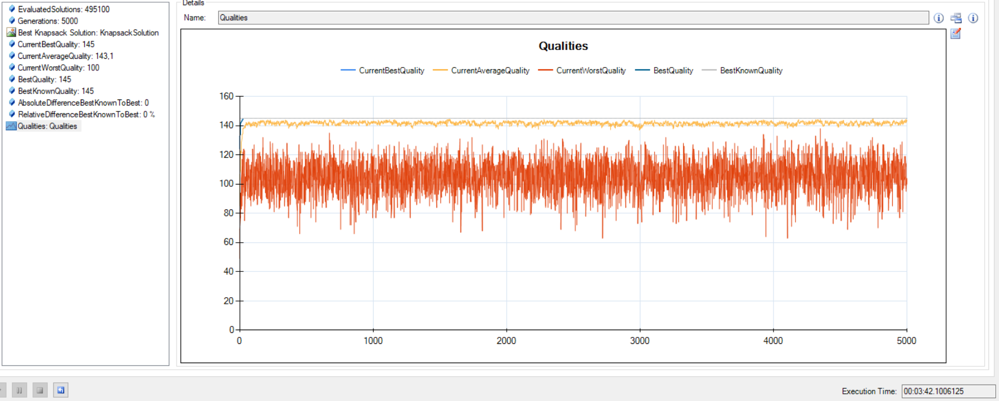 EvaluatedSolutions: 495100
Generations: 5000
Best Knapsack Solution: KnapsackSolution
CurrentBestQuality: 145
CurrentAverageQuality: 143,1
CurrentWorstQuality: 100
BestQuality: 145
BestKnownQuality: 145
AbsoluteDifferenceBestKnownToBest: 0
RelativeDifferenceBestKnownToBest: 0 %
Qualities: Qualities
Details
Name: Qualities
Qualities
CurrentBestQuality CurrentAverageQuality CurrentWorstQuality BestQuality BestKnownQuality
160
140
120
100
80
60
40
20
0
0 1000 2000 3000 4000 5000
Execution Time: 00:03:42.1006125